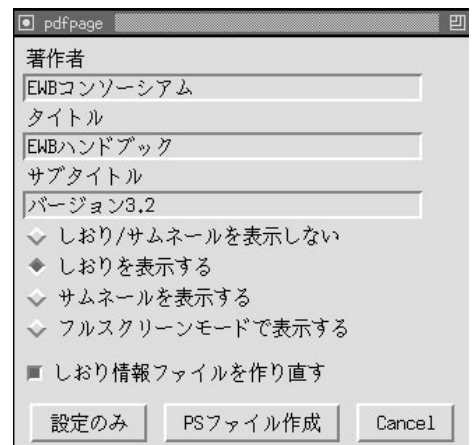 pdfpage
著作者
EWBコンソーシアム
タイトル
EWBハンドブック
サブタイトル
バージョン3.2
しおり/サムネールを表示しない
しおりを表示する
サムネールを表示する
フルスクリーンモードで表示する
しおり情報ファイルを作り直す
設定のみ PSファイル作成 Cancel